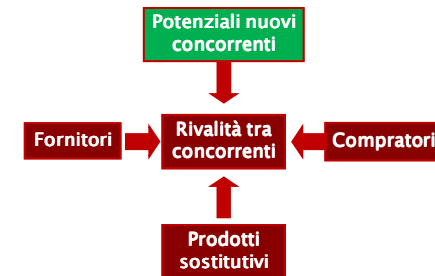 Potenziali nuovi
concorrenti
Fornitori
Rivalità tra
concorrenti
Compratori
Prodotti
sostitutivi